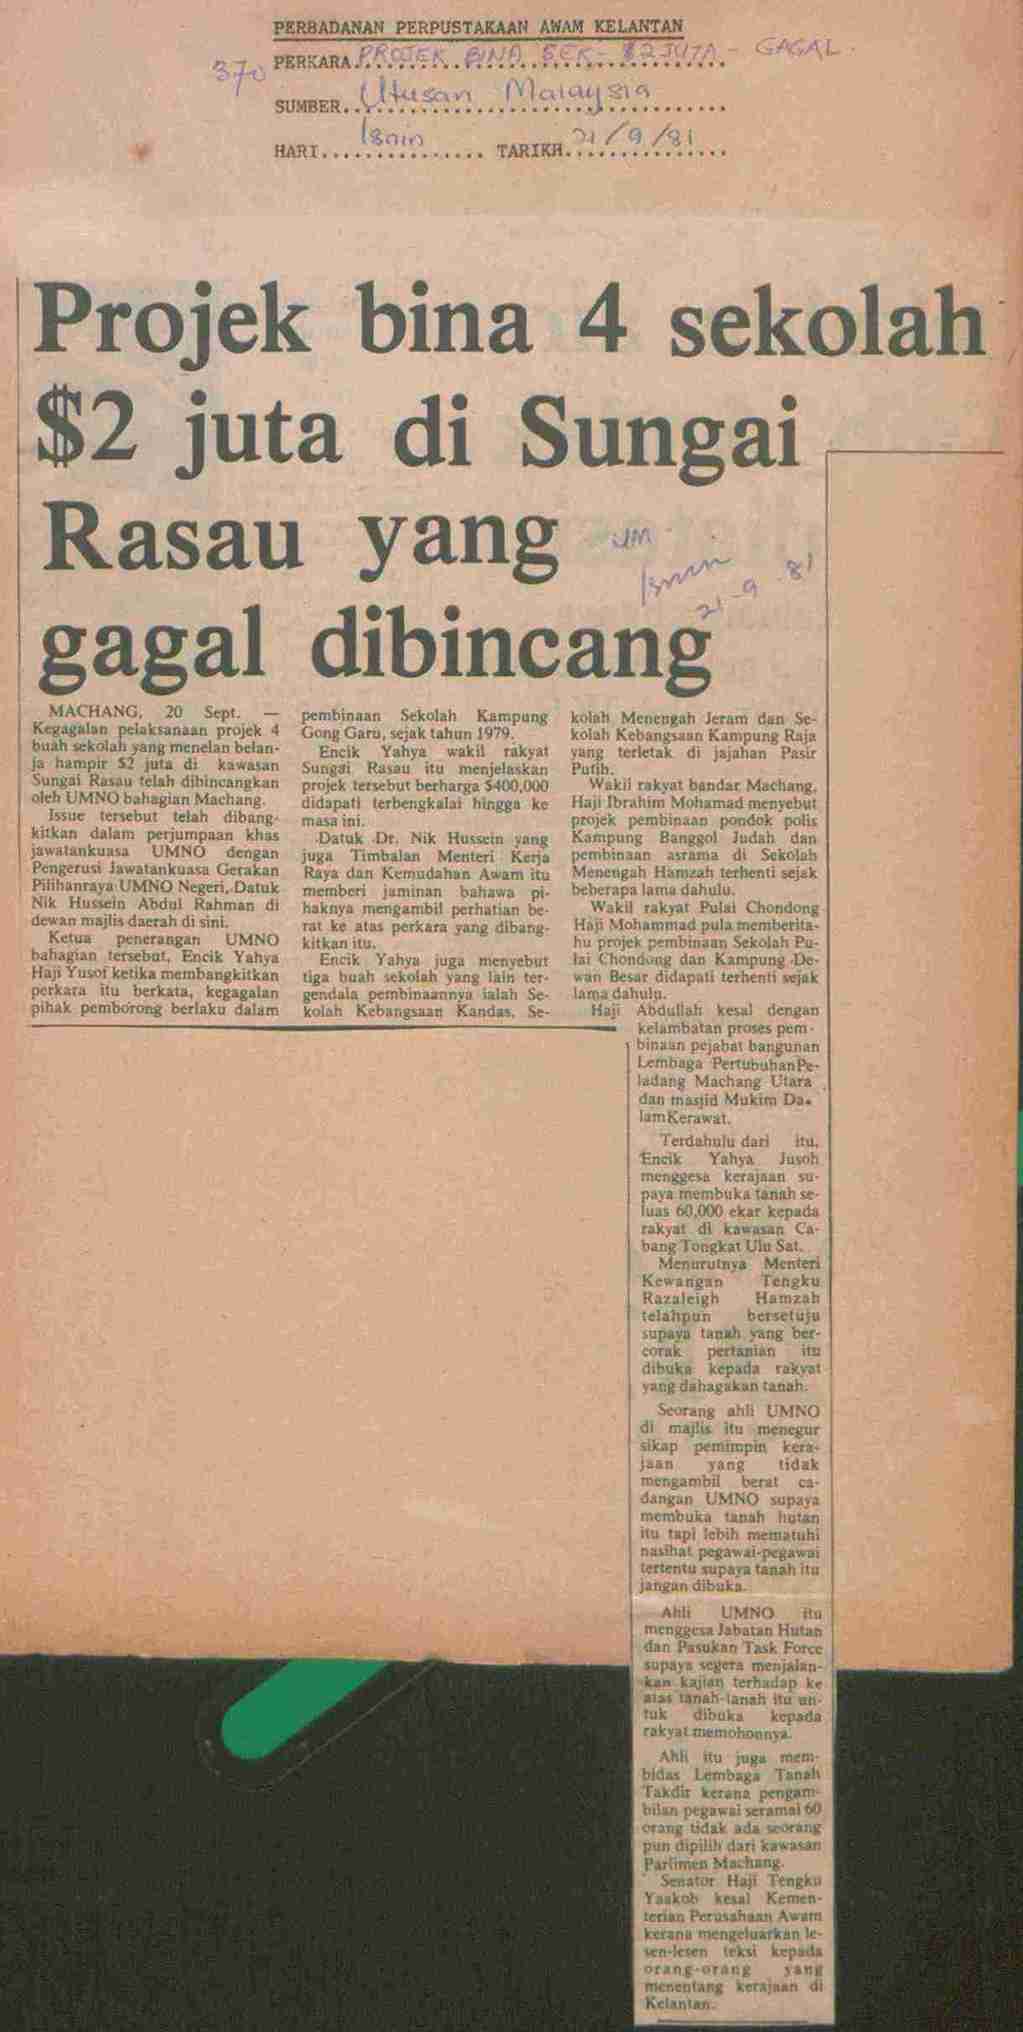 PERBADANAN PERPUSTAKAAN AWAM KELANTAN
370 PERKARA PROJEK BINA SEK - $2 JUTA - GAGAL.
SUMBER Utusan Malaysia
HARI Isnin TARIKH 21/9/81
Projek bina 4 sekolah
$2 juta di Sungai
Rasau yang
gagal dibincang
UM
Isnin
21-9-81
MACHANG, 20 Sept. —
Kegagalan pelaksanaan projek 4
buah sekolah yang menelan belan-
ja hampir $2 juta di kawasan
Sungai Rasau telah dibincangkan
oleh UMNO bahagian Machang.
Issue tersebut telah dibang-
kitkan dalam perjumpaan khas
jawatankuasa UMNO dengan
Pengerusi Jawatankuasa Gerakan
Pilihanraya UMNO Negeri, Datuk
Nik Hussein Abdul Rahman di
dewan majlis daerah di sini.
Ketua penerangan UMNO
bahagian tersebut, Encik Yahya
Haji Yusof ketika membangkitkan
perkara itu berkata, kegagalan
pihak pemborong berlaku dalam
pembinaan Sekolah Kampung
Gong Garu, sejak tahun 1979.
Encik Yahya wakil rakyat
Sungai Rasau itu menjelaskan
projek tersebut berharga $400,000
didapati terbengkalai hingga ke
masa ini.
Datuk Dr. Nik Hussein yang
juga Timbalan Menteri Kerja
Raya dan Kemudahan Awam itu
memberi jaminan bahawa pi-
haknya mengambil perhatian be-
rat ke atas perkara yang dibang-
kitkan itu.
Encik Yahya juga menyebut
tiga buah sekolah yang lain ter-
gendala pembinaannya ialah Se-
kolah Kebangsaan Kandas, Se-
kolah Menengah Jeram dan Se-
kolah Kebangsaan Kampung Raja
yang terletak di jajahan Pasir
Putih.
Wakil rakyat bandar Machang,
Haji Ibrahim Mohamad menyebut
projek pembinaan pondok polis
Kampung Banggol Judah dan
pembinaan asrama di Sekolah
Menengah Hamzah terhenti sejak
beberapa lama dahulu.
Wakil rakyat Pulai Chondong
Haji Mohammad pula memberita-
hu projek pembinaan Sekolah Pu-
lai Chondong dan Kampung De-
wan Besar didapati terhenti sejak
lama dahulu.
Haji Abdullah kesal dengan
kelambatan proses pem-
binaan pejabat bangunan
Lembaga PertubuhanPe-
ladang Machang Utara
dan masjid Mukim Da-
lamKerawat.
Terdahulu dari itu,
Encik Yahya Jusoh
menggesa kerajaan su-
paya membuka tanah se-
luas 60,000 ekar kepada
rakyat di kawasan Ca-
bang Tongkat Ulu Sat.
Menurutnya Menteri
Kewangan Tengku
Razaleigh Hamzah
telahpun bersetuju
supaya tanah yang ber-
corak pertanian itu
dibuka kepada rakyat
yang dahagakan tanah.
Seorang ahli UMNO
di majlis itu menegur
sikap pemimpin kera-
jaan yang tidak
mengambil berat ca-
dangan UMNO supaya
membuka tanah hutan
itu tapi lebih mematuhi
nasihat pegawai-pegawai
tertentu supaya tanah itu
jangan dibuka.
Ahli UMNO itu
menggesa Jabatan Hutan
dan Pasukan Task Force
supaya segera menjalan-
kan kajian terhadap ke
atas tanah-tanah itu un-
tuk dibuka kepada
rakyat memohonnya.
Ahli itu juga mem-
bidas Lembaga Tanah
Takdir kerana pengam-
bilan pegawai seramai 60
orang tidak ada seorang
pun dipilih dari kawasan
Parlimen Machang.
Senator Haji Tengku
Yaakob kesal Kemen-
terian Perusahaan Awam
kerana mengeluarkan le-
sen-lesen teksi kepada
orang-orang yang
menentang kerajaan di
Kelantan.